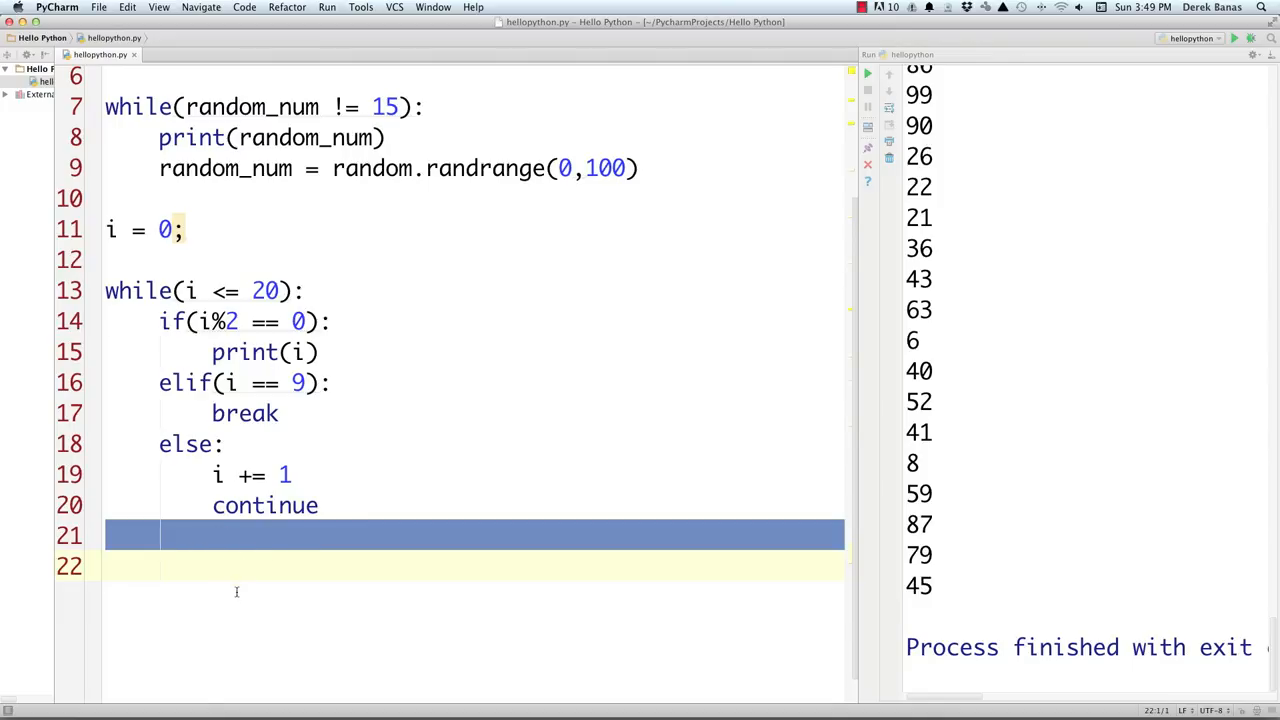 PyCharm File Edit View Navigate Code Refactor Run Tools VCS Window Help 10 Sun 3:49 PM Derek Banas
hellopython.py - Hello Python - [~/PycharmProjects/Hello Python]
Hello Python hellopython.py hellopython
hellopython.py Run hellopython
Hello P
hell
Extern
6
7 while(random_num != 15):
8 print(random_num)
9 random_num = random.randrange(0,100)
10
11 i = 0;
12
13 while(i <= 20):
14 if(i%2 == 0):
15 print(i)
16 elif(i == 9):
17 break
18 else:
19 i += 1
20 continue
21
22
99
90
26
22
21
36
43
63
6
40
52
41
8
59
87
79
45
Process finished with exit
22:1/1 LF UTF-8